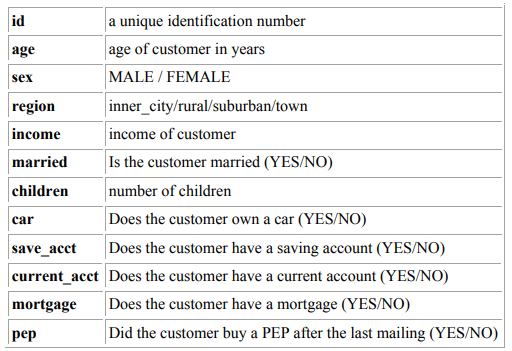 id a unique identification number
age age of customer in years
sex MALE / FEMALE
region inner_city/rural/suburban/town
income income of customer
married Is the customer married (YES/NO)
children number of children
car Does the customer own a car (YES/NO)
save_acct Does the customer have a saving account (YES/NO)
current_acct Does the customer have a current account (YES/NO)
mortgage Does the customer have a mortgage (YES/NO)
pep Did the customer buy a PEP after the last mailing (YES/NO)